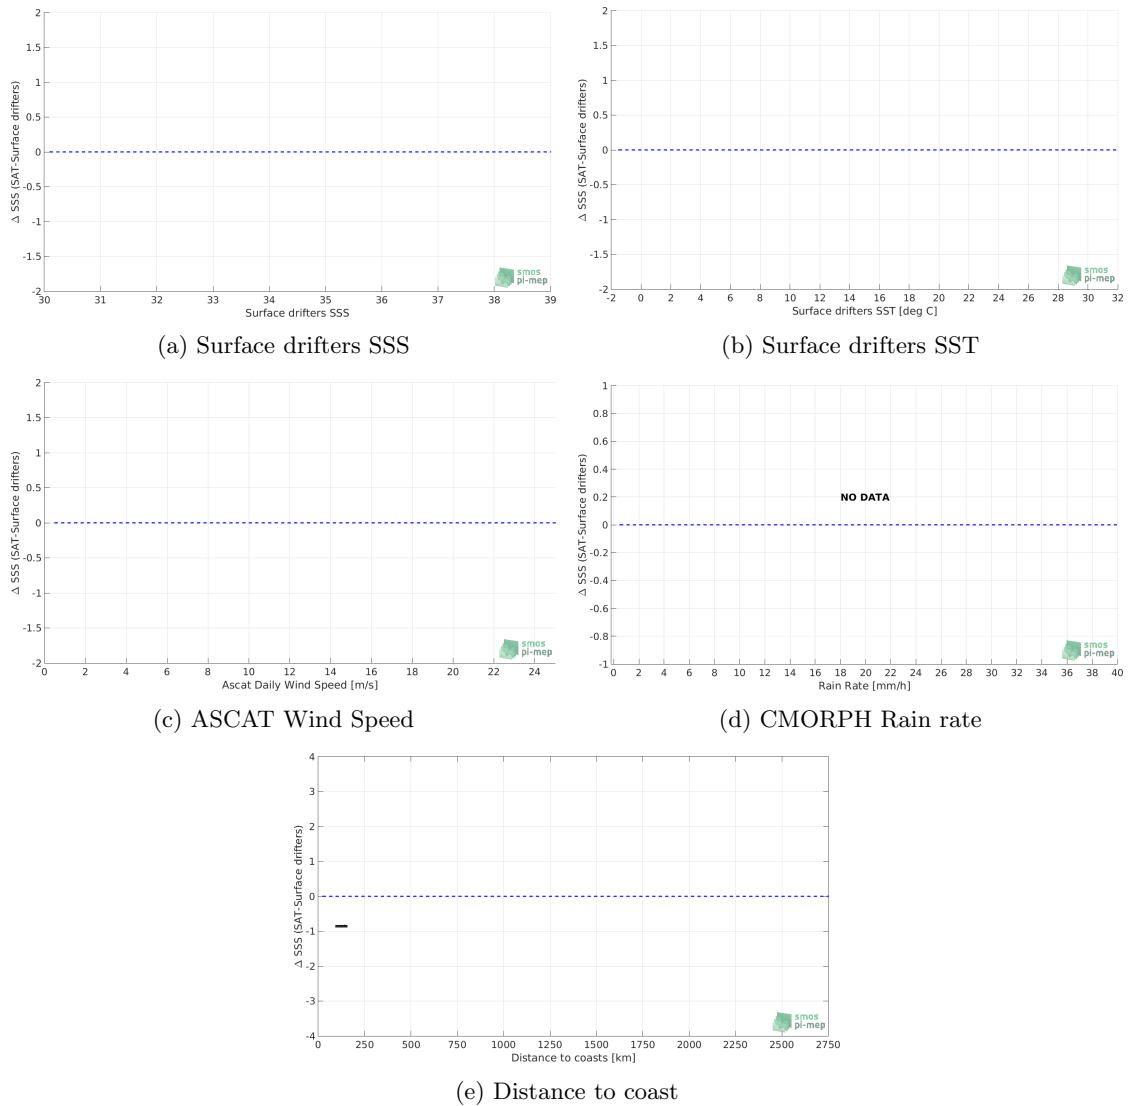 2
1.5
1
0.5
0
-0.5
-1
-1.5
-2
Δ SSS (SAT-Surface drifters)
30 31 32 33 34 35 36 37 38 39
Surface drifters SSS
smos
pi-mep
(a) Surface drifters SSS
2
1.5
1
0.5
0
-0.5
-1
-1.5
-2
Δ SSS (SAT-Surface drifters)
-2 0 2 4 6 8 10 12 14 16 18 20 22 24 26 28 30 32
Surface drifters SST [deg C]
smos
pi-mep
(b) Surface drifters SST
2
1.5
1
0.5
0
-0.5
-1
-1.5
-2
Δ SSS (SAT-Surface drifters)
0 2 4 6 8 10 12 14 16 18 20 22 24
Ascat Daily Wind Speed [m/s]
smos
pi-mep
(c) ASCAT Wind Speed
1
0.8
0.6
0.4
0.2
0
-0.2
-0.4
-0.6
-0.8
-1
Δ SSS (SAT-Surface drifters)
NO DATA
0 2 4 6 8 10 12 14 16 18 20 22 24 26 28 30 32 34 36 38 40
Rain Rate [mm/h]
smos
pi-mep
(d) CMORPH Rain rate
4
3
2
1
0
-1
-2
-3
-4
Δ SSS (SAT-Surface drifters)
0 250 500 750 1000 1250 1500 1750 2000 2250 2500 2750
Distance to coasts [km]
smos
pi-mep
(e) Distance to coast